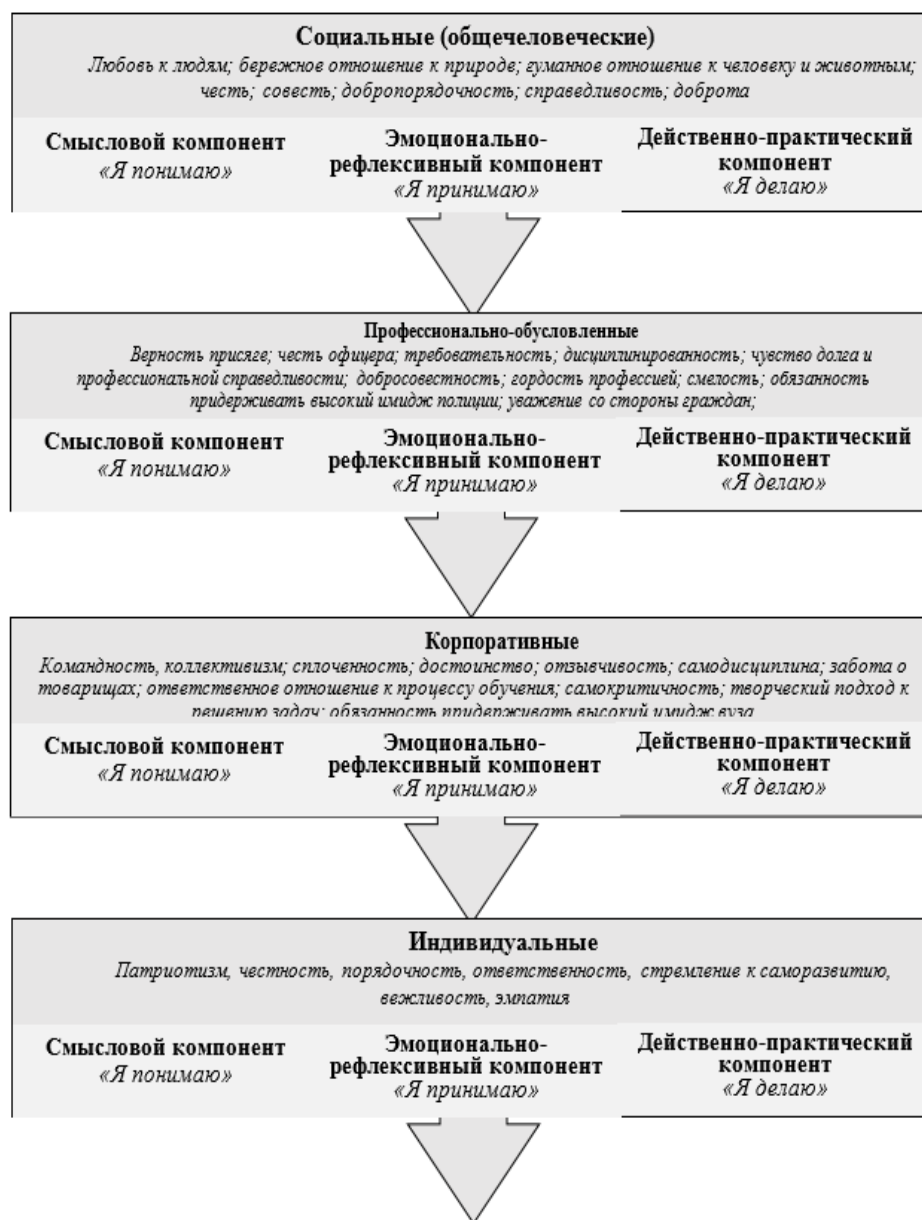 Социальные (общечеловеческие)
Любовь к людям; бережное отношение к природе; гуманное отношение к человеку и животным;
честь; совесть; добропорядочность; справедливость; доброта
Смысловой компонент
«Я понимаю»
Эмоционально-
рефлексивный компонент
«Я принимаю»
Действенно-практический
компонент
«Я делаю»
Профессионально-обусловленные
Верность присяге; честь офицера; требовательность; дисциплинированность; чувство долга и
профессиональной справедливости; добросовестность; гордость профессией; смелость; обязанность
придерживать высокий имидж полиции; уважение со стороны граждан;
Смысловой компонент
«Я понимаю»
Эмоционально-
рефлексивный компонент
«Я принимаю»
Действенно-практический
компонент
«Я делаю»
Корпоративные
Командность, коллективизм; сплоченность; достоинство; отзывчивость; самодисциплина; забота о
товарищах; ответственное отношение к процессу обучения; самокритичность; творческий подход к
решению задач; обязанность придерживать высокий имидж вуза
Смысловой компонент
«Я понимаю»
Эмоционально-
рефлексивный компонент
«Я принимаю»
Действенно-практический
компонент
«Я делаю»
Индивидуальные
Патриотизм, честность, порядочность, ответственность, стремление к саморазвитию,
вежливость, эмпатия
Смысловой компонент
«Я понимаю»
Эмоционально-
рефлексивный компонент
«Я принимаю»
Действенно-практический
компонент
«Я делаю»